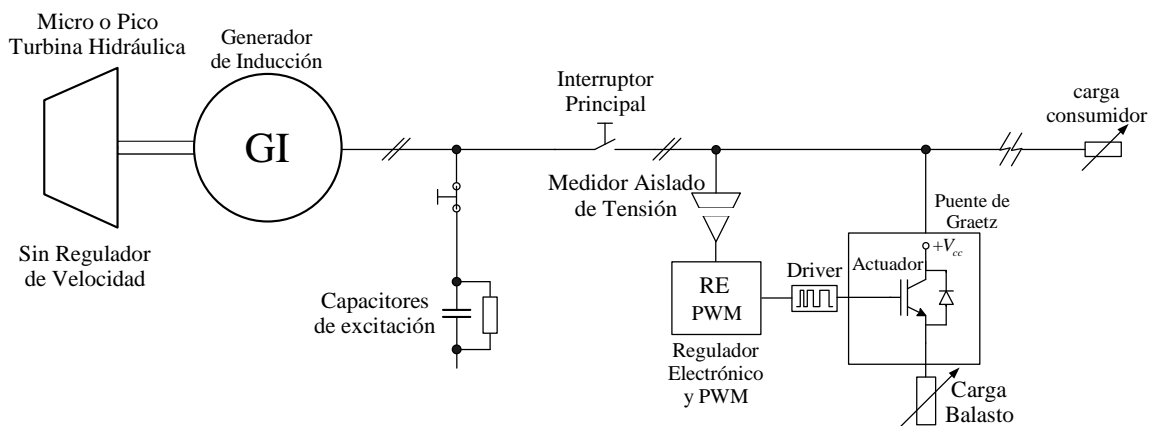 Micro o Pico
Turbina Hidráulica
Generador
de Inducción
GI
Sin Regulador
de Velocidad
Capacitores
de excitación
Interruptor
Principal
Medidor Aislado
de Tensión
RE
PWM
Regulador
Electrónico
y PWM
Driver
Puente de
Graetz
+Vcc
Actuador
Carga
Balasto
carga
consumidor